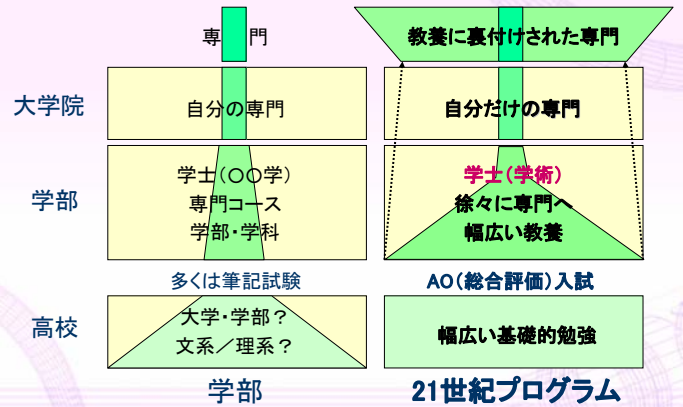 専門
教養に裏付けされた専門
大学院
自分の専門
自分だけの専門
学部
学士(〇〇学)
専門コース
学部・学科
学士(学術)
徐々に専門へ
幅広い教養
多くは筆記試験
AO(総合評価)入試
高校
大学・学部?
文系/理系?
幅広い基礎的勉強
学部
21世紀プログラム